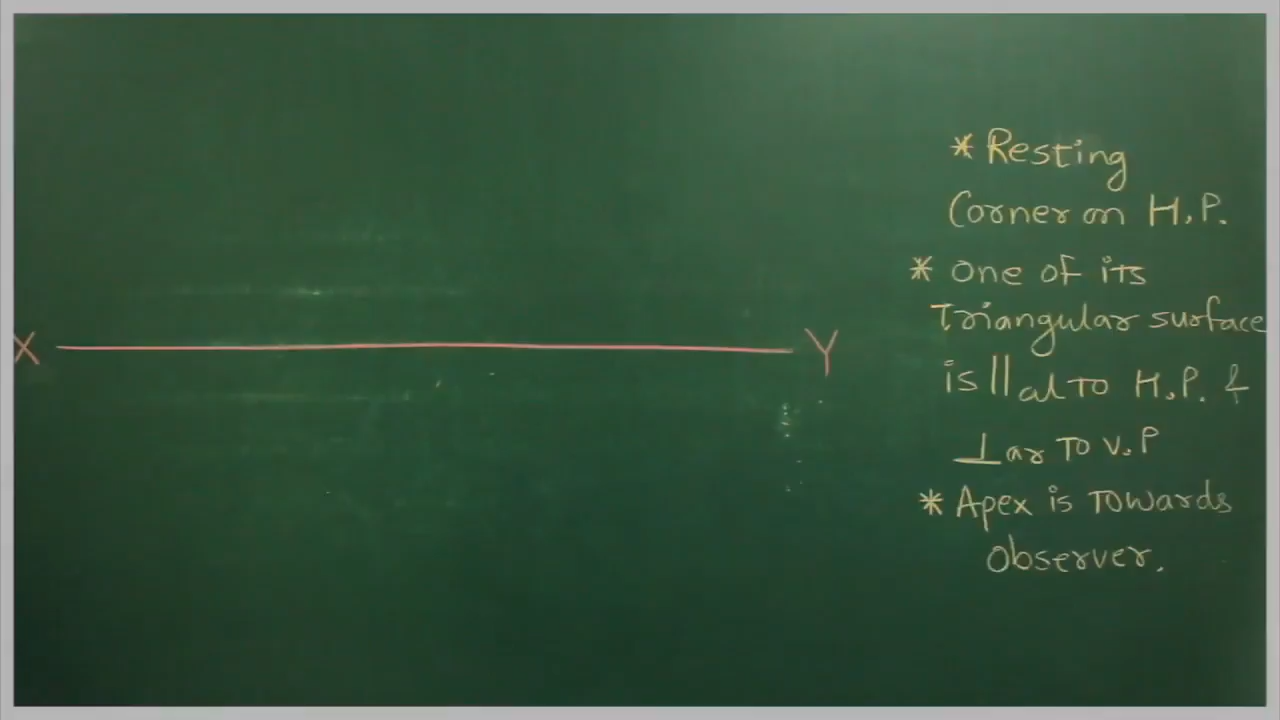 * Resting
Corner on H.P.
* One of its
Triangular surface
is || al To H.P. &
⊥ ar To V.P
* Apex is Towards
Observer.
X Y